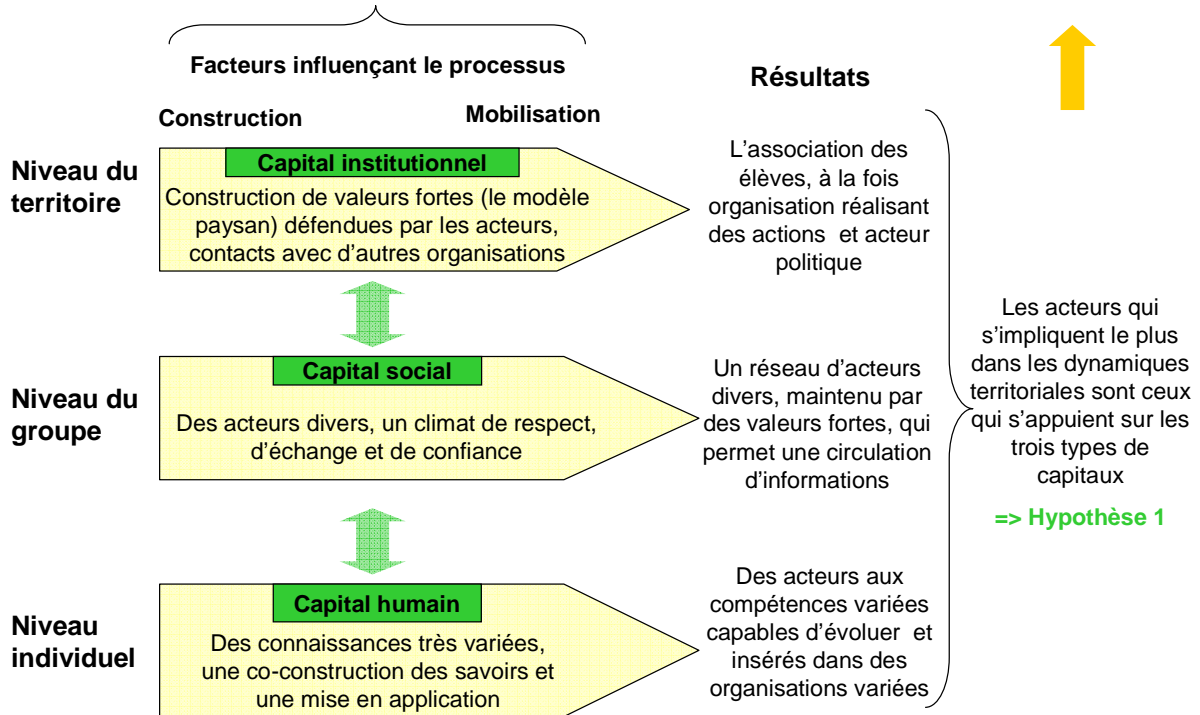 Facteurs influençant le processus
Résultats
Construction
Mobilisation
Niveau du
territoire
Capital institutionnel
Construction de valeurs fortes (le modèle
paysan) défendues par les acteurs,
contacts avec d'autres organisations
L'association des
élèves, à la fois
organisation réalisant
des actions et acteur
politique
Niveau du
groupe
Capital social
Des acteurs divers, un climat de respect,
d'échange et de confiance
Un réseau d'acteurs
divers, maintenu par
des valeurs fortes, qui
permet une circulation
d'informations
Niveau
individuel
Capital humain
Des connaissances très variées,
une co-construction des savoirs et
une mise en application
Des acteurs aux
compétences variées
capables d'évoluer et
insérés dans des
organisations variées
Les acteurs qui
s'impliquent le plus
dans les dynamiques
territoriales sont ceux
qui s'appuient sur les
trois types de
capitaux
=> Hypothèse 1